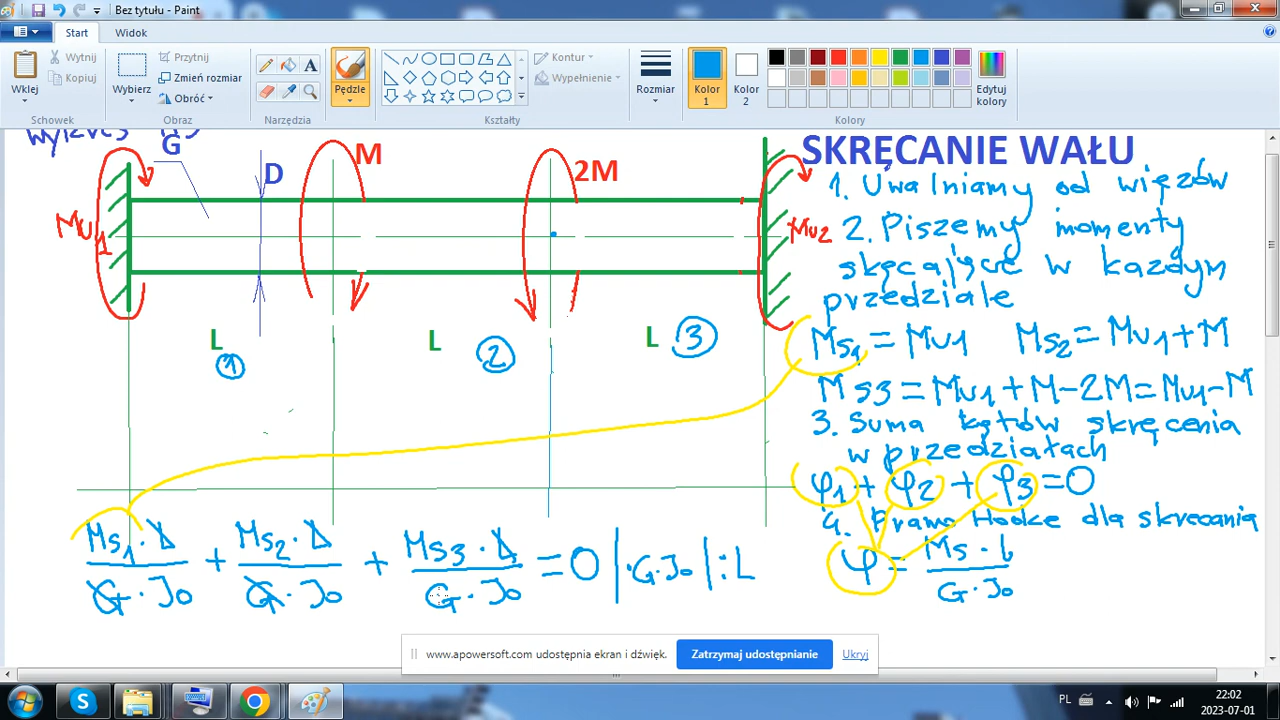 Bez tytułu - Paint
Start Widok
Wklej
Wytnij
Kopiuj
Schowek
Wybierz
Przytnij
Zmień rozmiar
Obróć
Obraz
A
Narzędzia
Pędzle
Kontur
Wypełnienie
Kształty
Rozmiar
Kolor 1
Kolor 2
Edytuj kolory
Kolory
G
D
M
2M
Mu1
Mu2
L
L
L
1
2
3
SKRĘCANIE WAŁU
1. Uwalniamy od więzów
2. Piszemy momenty
skęcające w każdym
przedziale
Ms1 = Mu1 Ms2 = Mu1 + M
Ms3 = Mu1 + M - 2M = Mu1 - M
3. Suma kątów skręcenia
w przedziałach
φ1 + φ2 + φ3 = 0
4. Prawo Hooke dla skrecania
φ = Ms · L / G · Jo
Ms1 · L / G · Jo + Ms2 · L / G · Jo + Ms3 · L / G · Jo = 0 | · G · Jo | : L
www.apowersoft.com udostępnia ekran i dźwięk. Zatrzymaj udostępnianie Ukryj
PL
22:02
2023-07-01